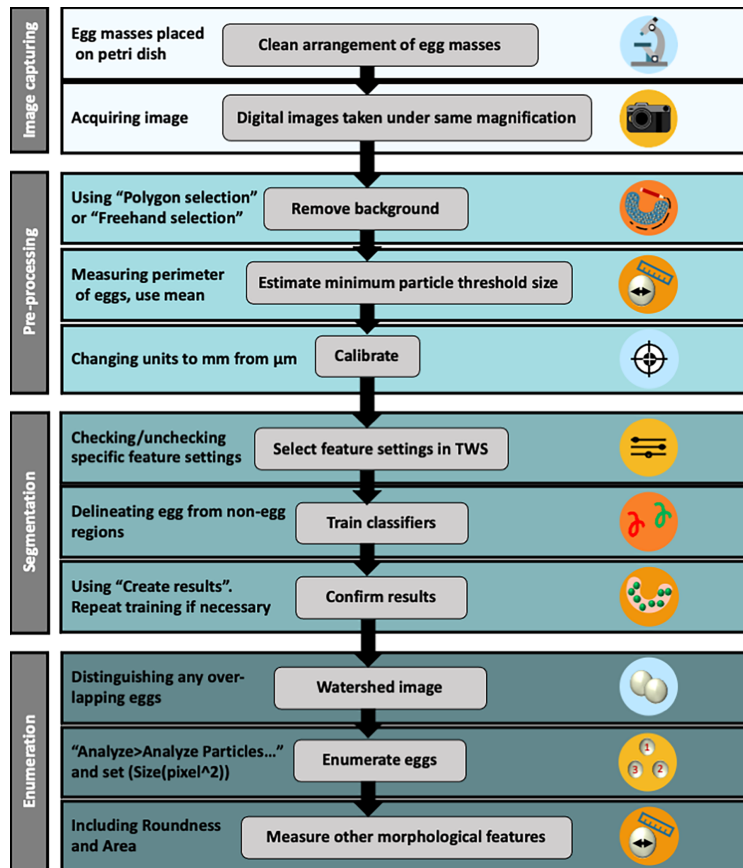 Image capturing
Egg masses placed
on petri dish
Clean arrangement of egg masses
Acquiring image
Digital images taken under same magnification
Pre-processing
Using “Polygon selection”
or “Freehand selection”
Remove background
Measuring perimeter
of eggs, use mean
Estimate minimum particle threshold size
Changing units to mm from µm
Calibrate
Segmentation
Checking/unchecking
specific feature settings
Select feature settings in TWS
Delineating egg from non-egg
regions
Train classifiers
Using “Create results”.
Repeat training if necessary
Confirm results
Enumeration
Distinguishing any over-
lapping eggs
Watershed image
“Analyze>Analyze Particles...”
and set (Size(pixel^2))
Enumerate eggs
1
3
2
Including Roundness
and Area
Measure other morphological features